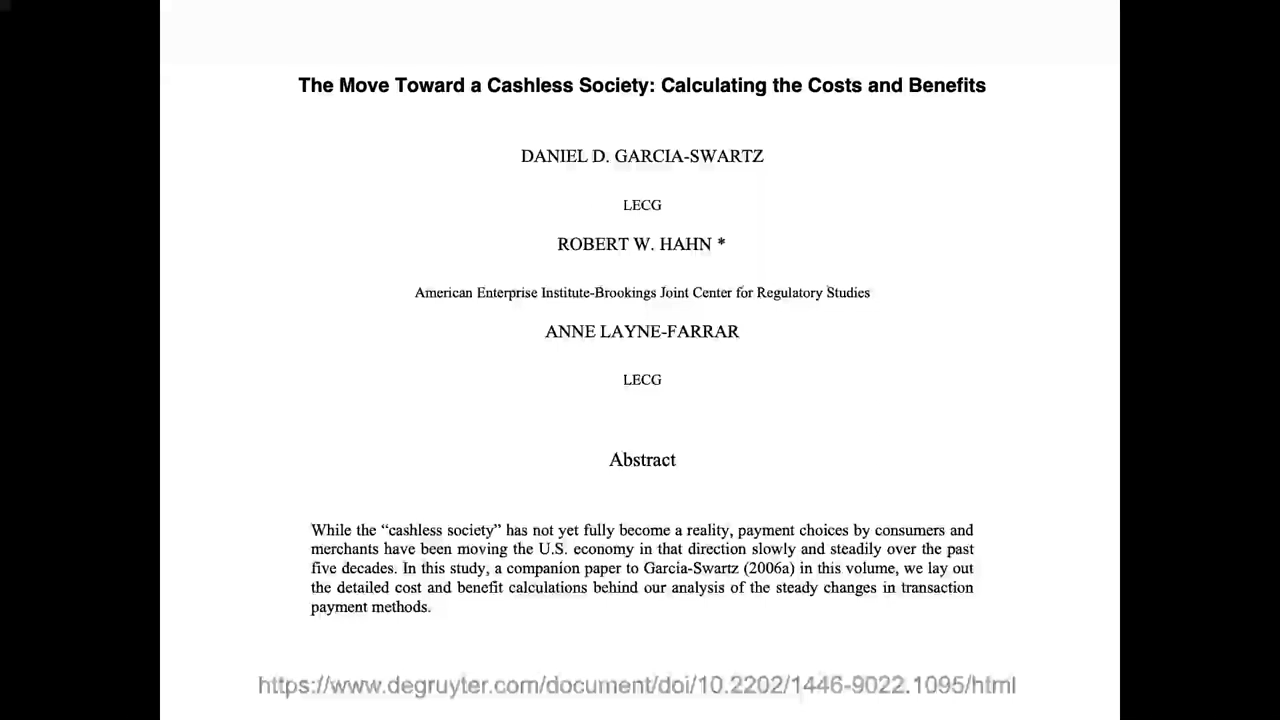 The Move Toward a Cashless Society: Calculating the Costs and Benefits
DANIEL D. GARCIA-SWARTZ
LECG
ROBERT W. HAHN *
American Enterprise Institute-Brookings Joint Center for Regulatory Studies
ANNE LAYNE-FARRAR
LECG
Abstract
While the “cashless society” has not yet fully become a reality, payment choices by consumers and
merchants have been moving the U.S. economy in that direction slowly and steadily over the past
five decades. In this study, a companion paper to Garcia-Swartz (2006a) in this volume, we lay out
the detailed cost and benefit calculations behind our analysis of the steady changes in transaction
payment methods.
https://www.degruyter.com/document/doi/10.2202/1446-9022.1095/html